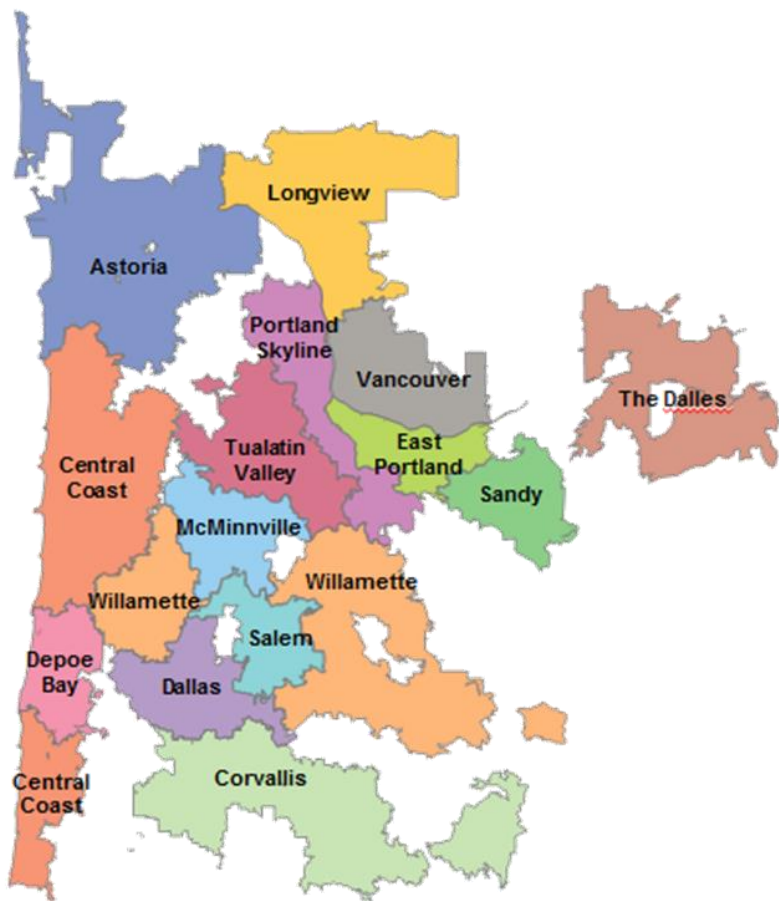 Longview
Astoria
Portland
Skyline
Vancouver
The Dalles
East
Portland
Tualatin
Valley
Central
Coast
Sandy
McMinnville
Willamette
Willamette
Salem
Depoe
Bay
Dallas
Corvallis
Central
Coast